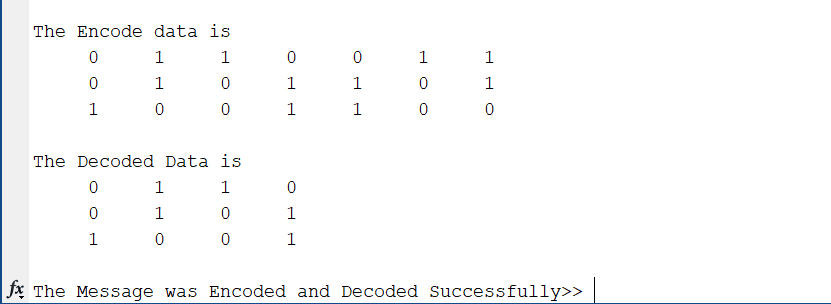 The Encode data is
0 1 1 0 0 1 1
0 1 0 1 1 0 1
1 0 0 1 1 0 0
The Decoded Data is
0 1 1 0
0 1 0 1
1 0 0 1
fx The Message was Encoded and Decoded Successfully>>